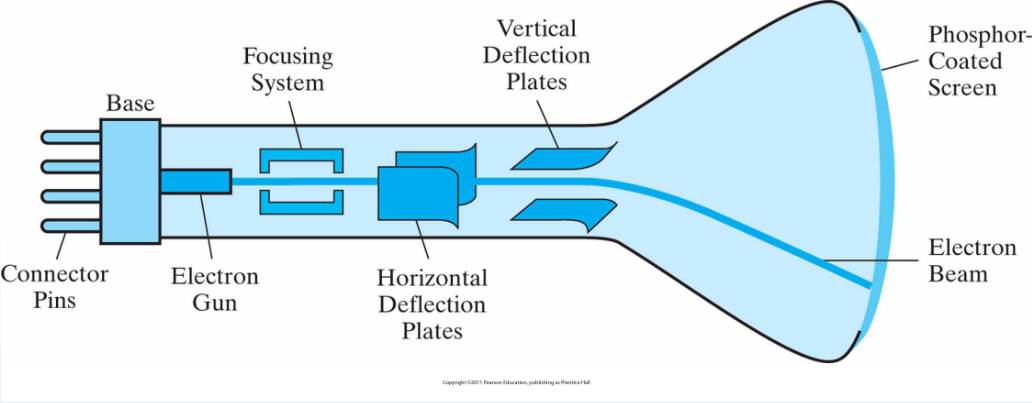 Vertical
Deflection
Plates
Phosphor-
Coated
Screen
Focusing
System
Base
Electron
Beam
Connector
Pins
Electron
Gun
Horizontal
Deflection
Plates
Copyright ©2011 Pearson Education, publishing as Prentice Hall